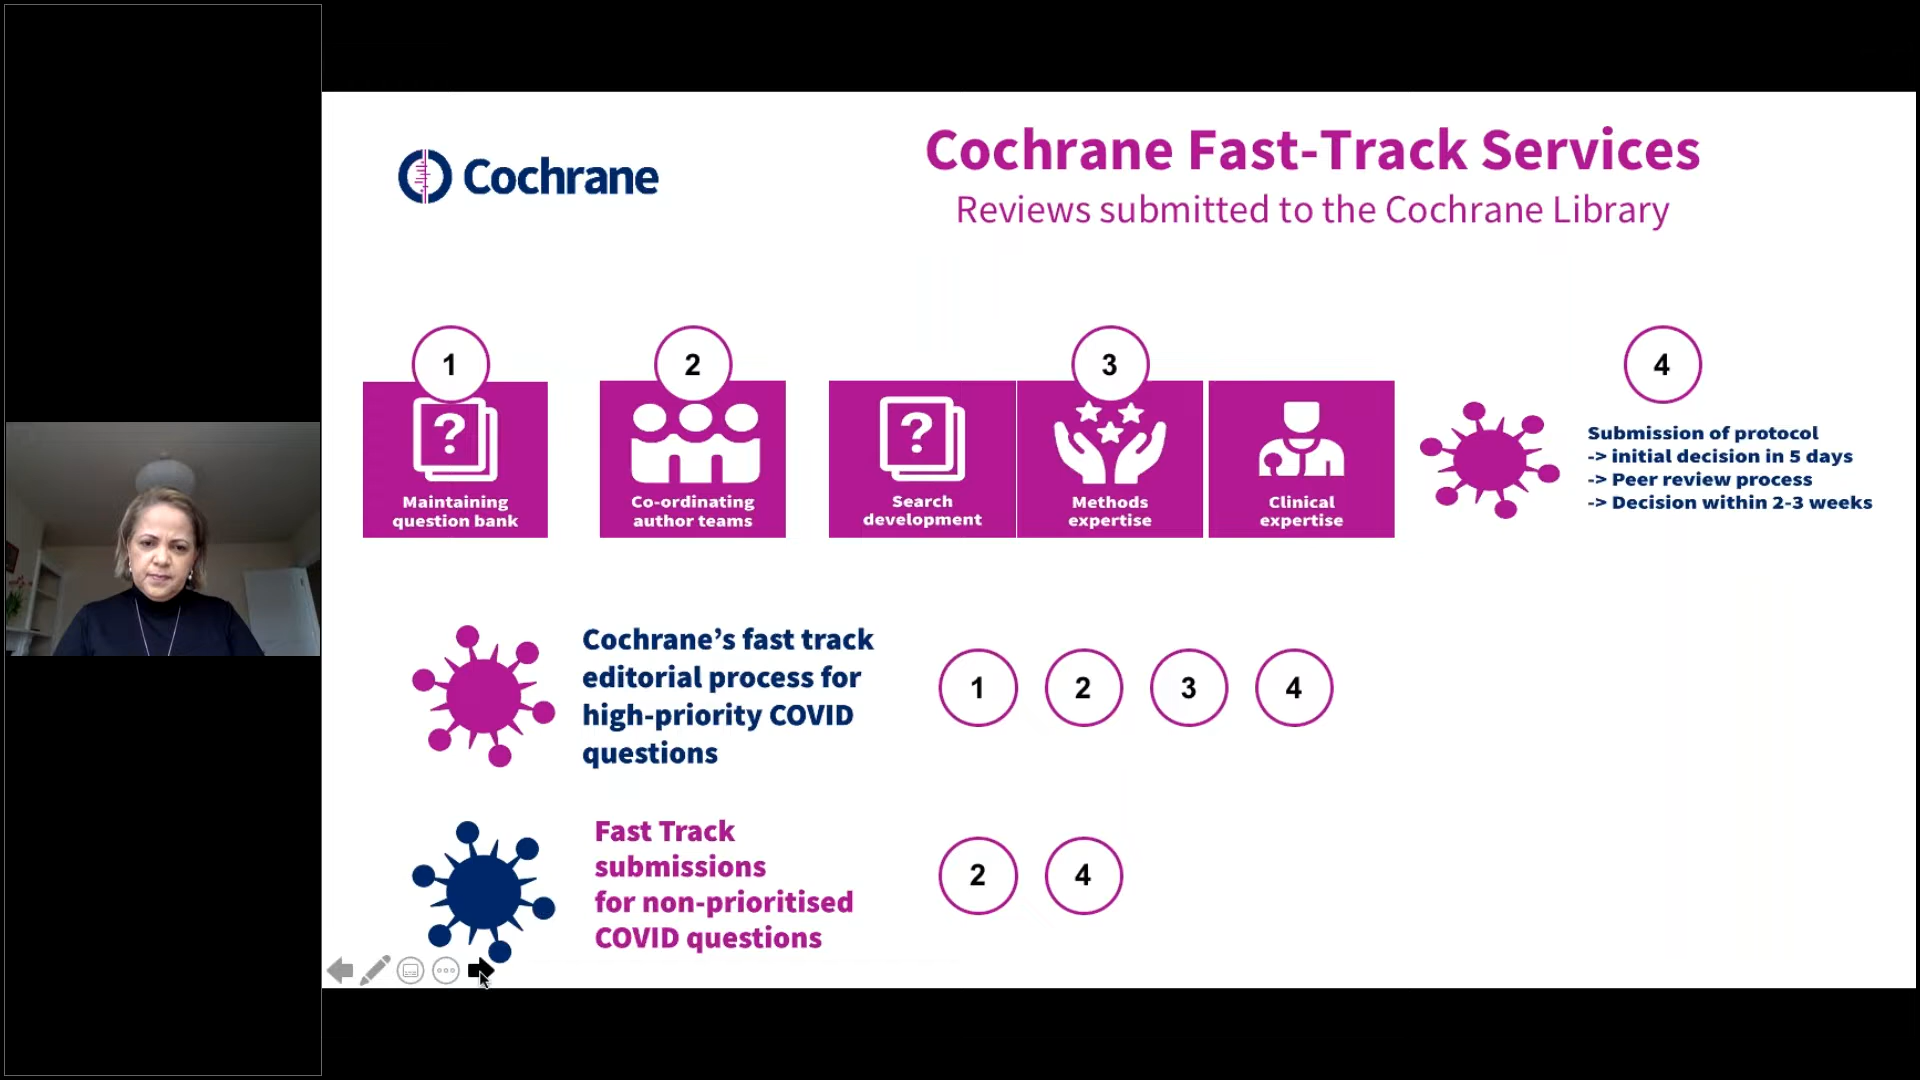 Cochrane
Cochrane Fast-Track Services
Reviews submitted to the Cochrane Library
1
?
Maintaining
question bank
2
Co-ordinating
author teams
?
Search
development
3
Methods
expertise
Clinical
expertise
4
Submission of protocol
-> initial decision in 5 days
-> Peer review process
-> Decision within 2-3 weeks
Cochrane’s fast track
editorial process for
high-priority COVID
questions
1 2 3 4
Fast Track
submissions
for non-prioritised
COVID questions
2 4